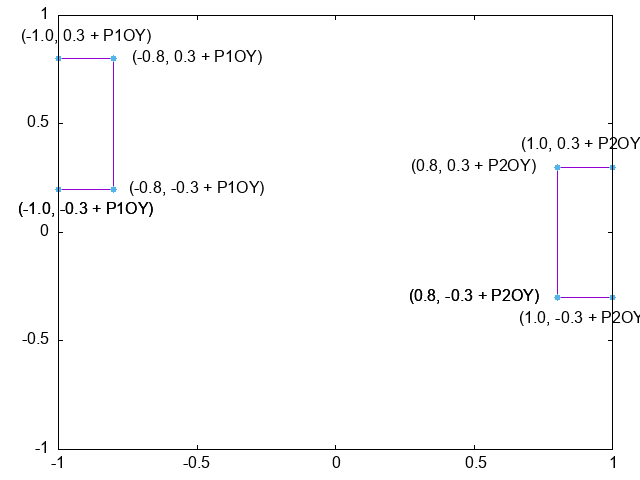 1
(-1.0, 0.3 + P1OY)
(-0.8, 0.3 + P1OY)
0.5
(1.0, 0.3 + P2OY
(0.8, 0.3 + P2OY)
(-0.8, -0.3 + P1OY)
(-1.0, -0.3 + P1OY)
0
(0.8, -0.3 + P2OY)
(1.0, -0.3 + P2OY
-0.5
-1
-1 -0.5 0 0.5 1